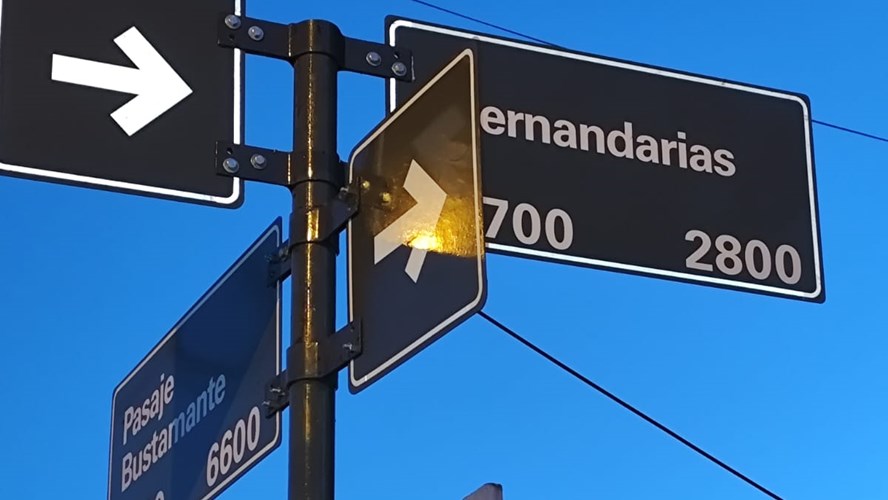 ernandarias
700 2800
Pasaje
Bustamante
6600